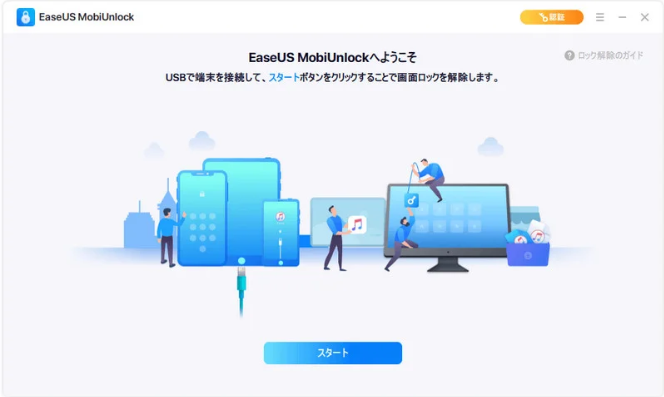 EaseUS MobiUnlock
認証
EaseUS MobiUnlockへようこそ
ロック解除のガイド
USBで端末を接続して、スタートボタンをクリックすることで画面ロックを解除します。
スタート